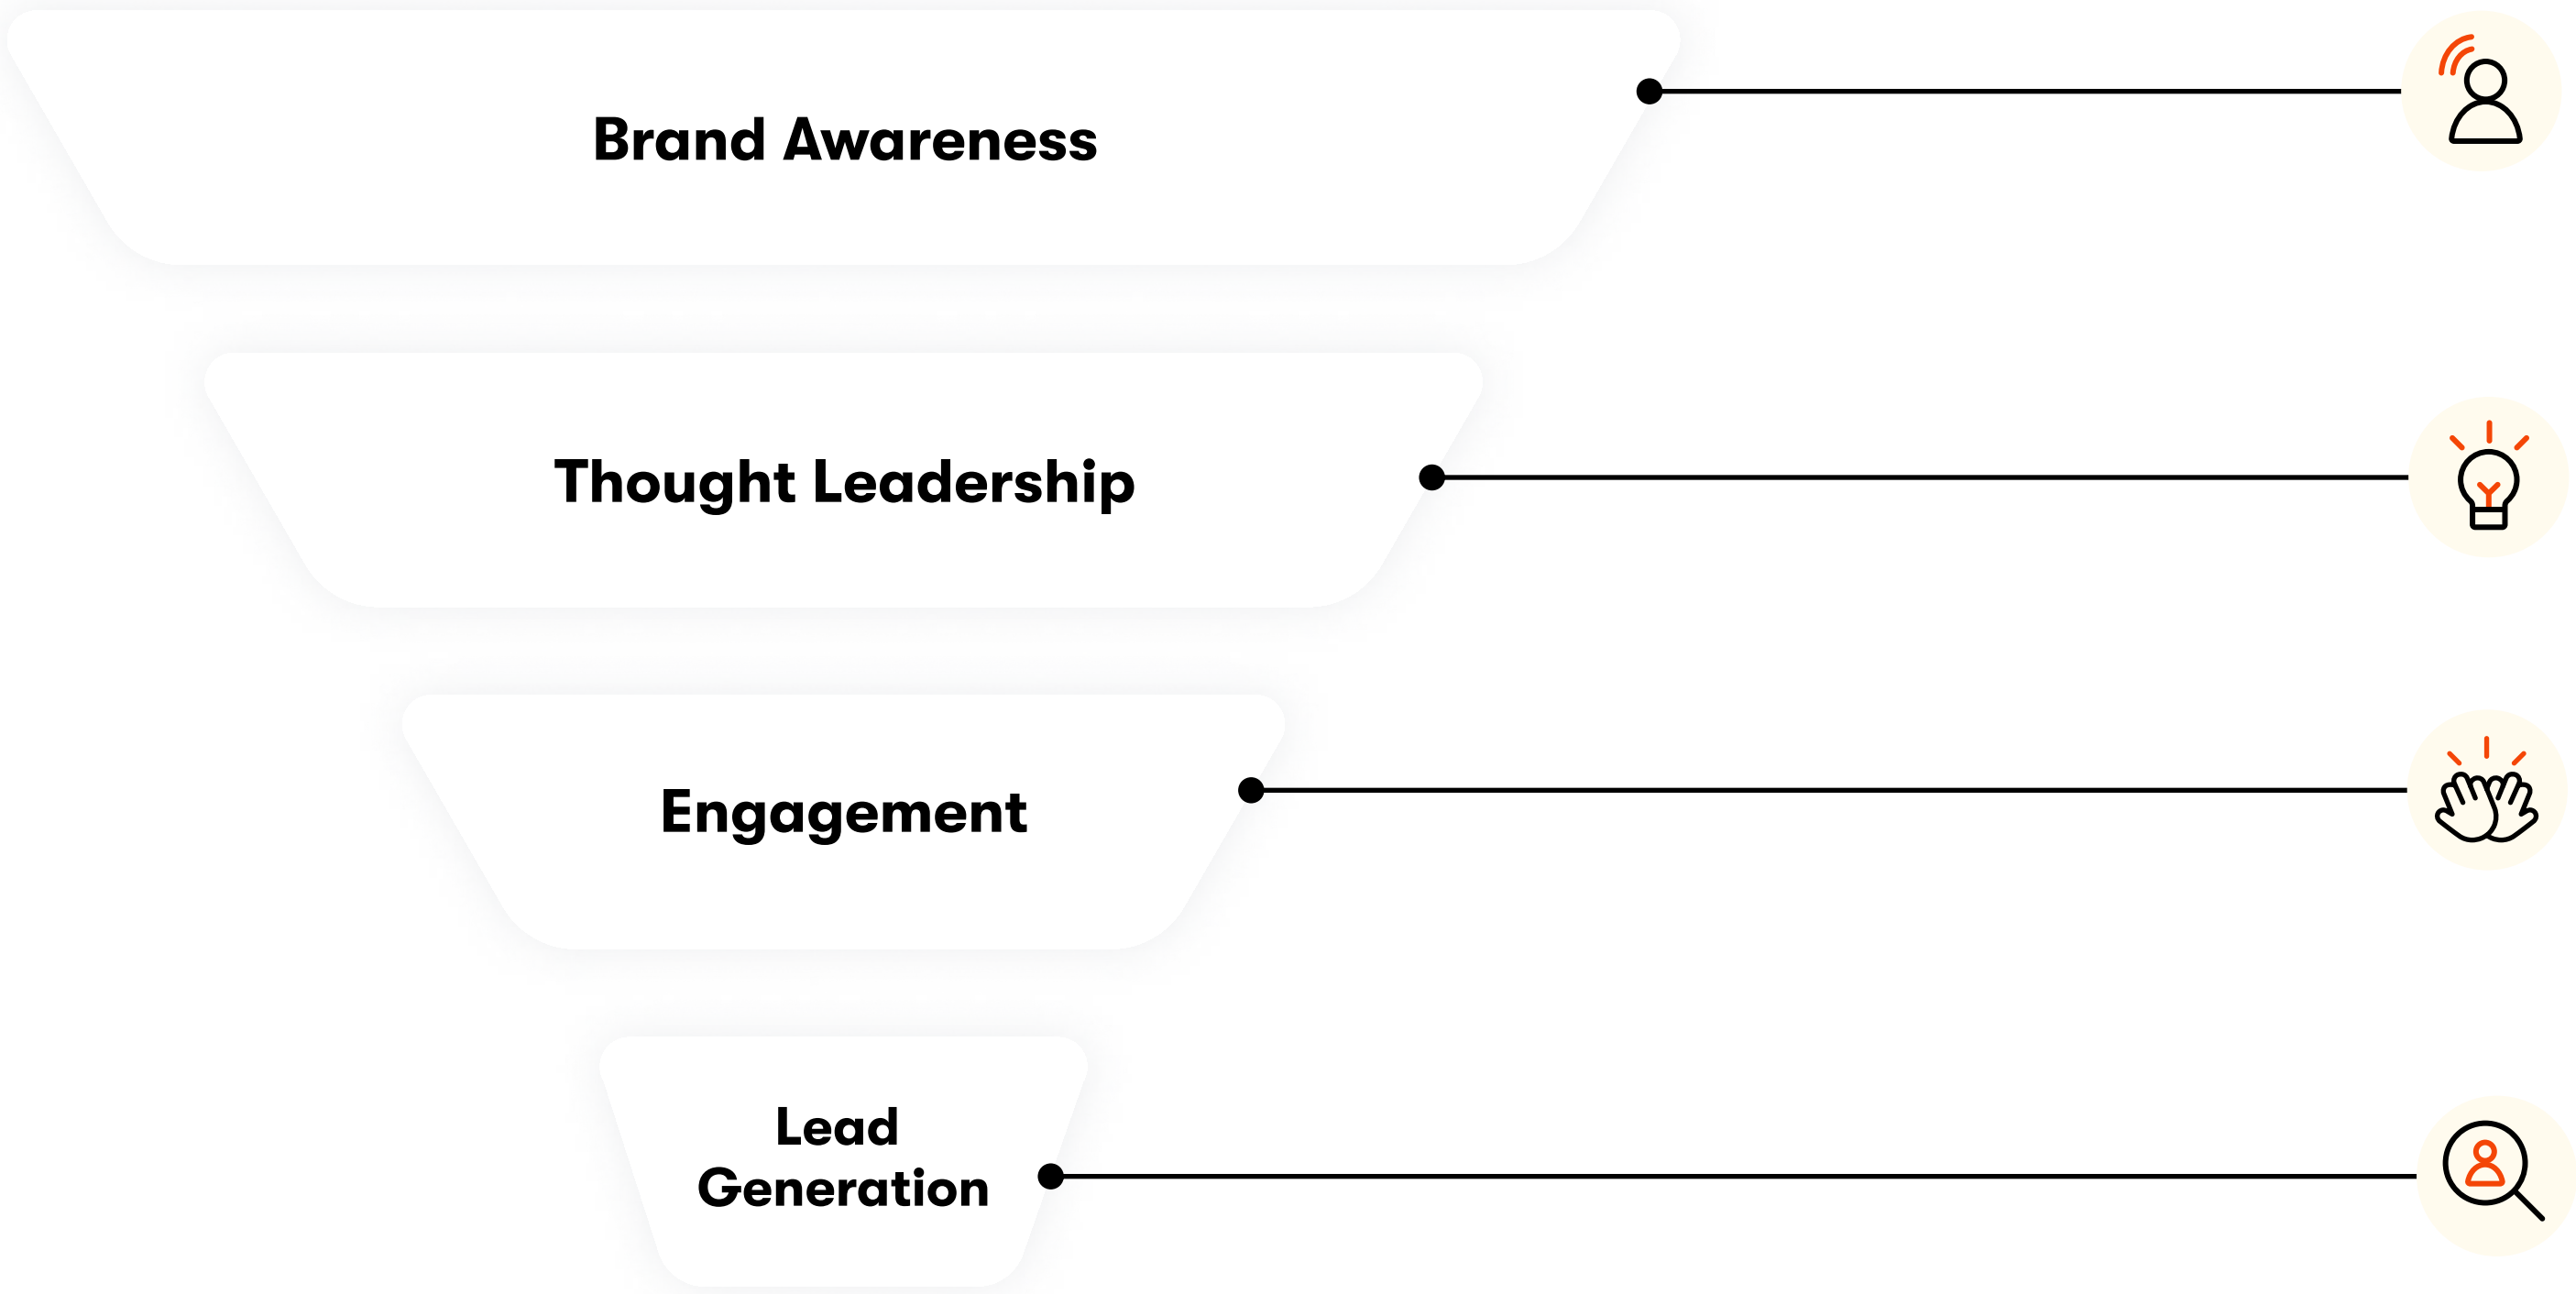 Brand Awareness
Thought Leadership
Engagement
Lead
Generation